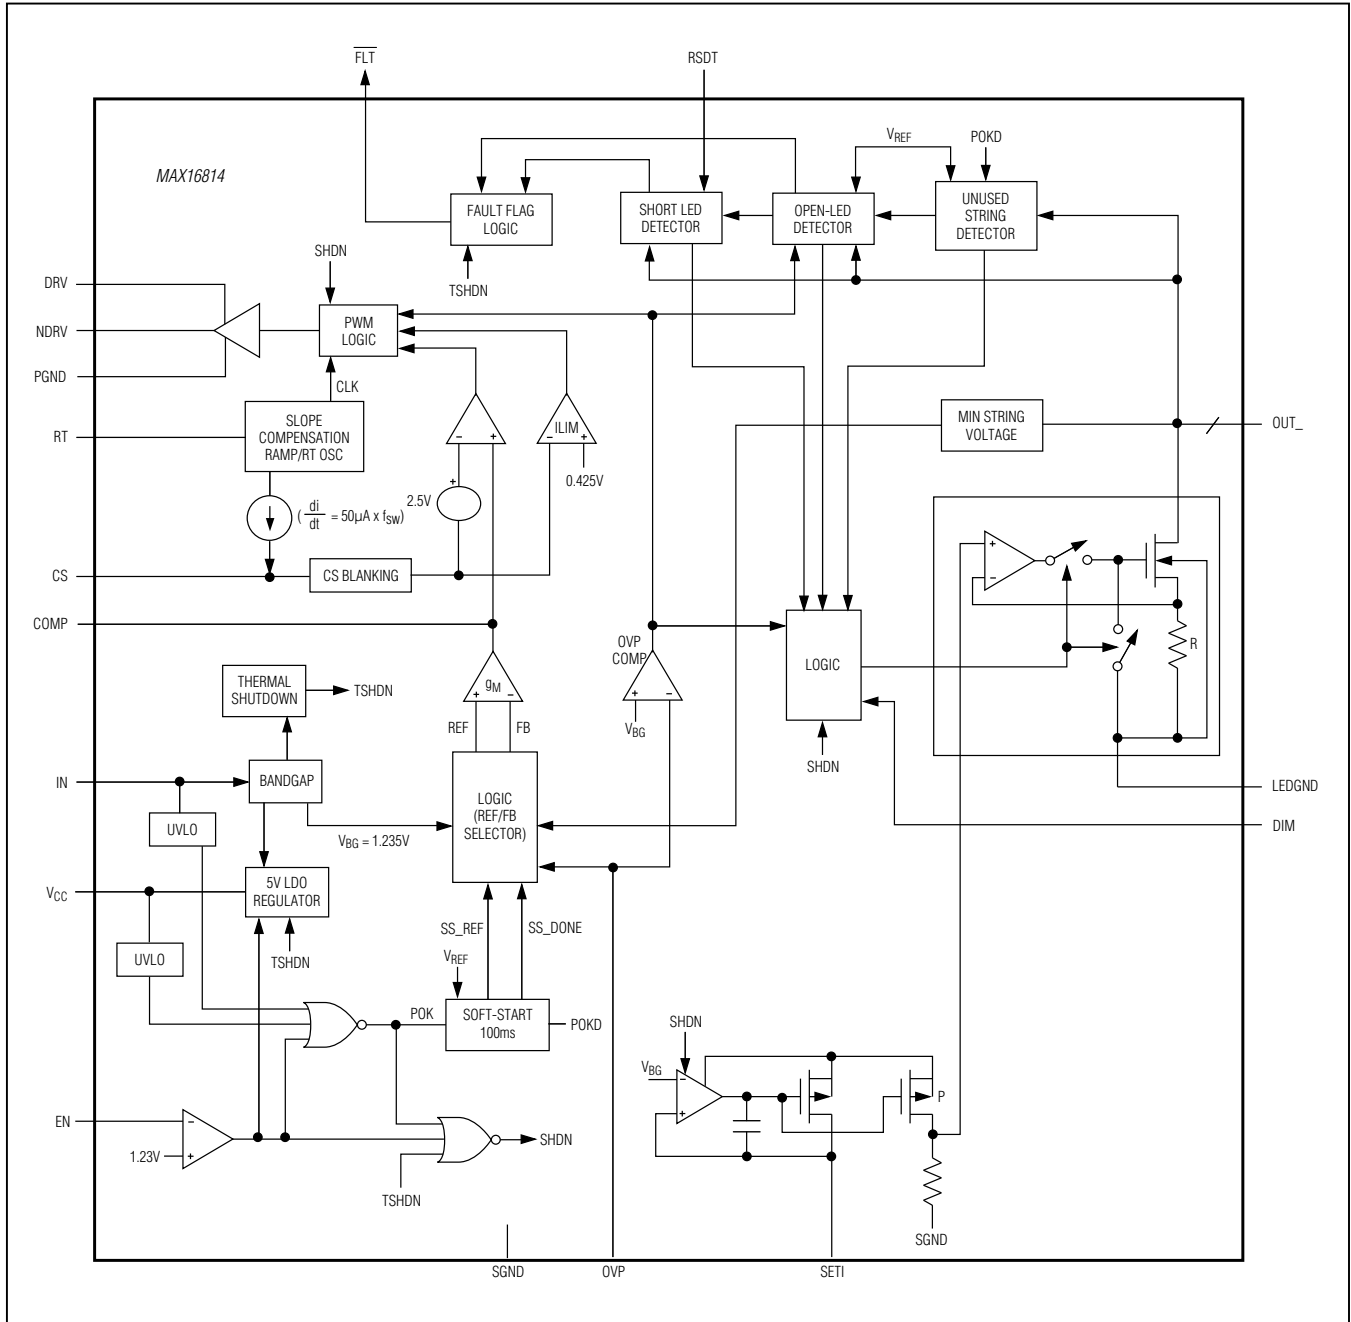 FLT
RSDT
MAX16814
VREF
POKD
FAULT FLAG
LOGIC
SHORT LED
DETECTOR
OPEN-LED
DETECTOR
UNUSED
STRING
DETECTOR
SHDN
TSHDN
DRV
NDRV
PGND
RT
PWM
LOGIC
CLK
SLOPE
COMPENSATION
RAMP/RT OSC
- +
ILIM
- +
0.425V
MIN STRING
VOLTAGE
OUT_
+
2.5V
( di/dt = 50µA x fSW)
CS
CS BLANKING
COMP
+
-
R
OVP
COMP
+ -
VBG
LOGIC
SHDN
THERMAL
SHUTDOWN
TSHDN
gM
+ -
REF
FB
IN
BANDGAP
UVLO
VBG = 1.235V
LOGIC
(REF/FB
SELECTOR)
LEDGND
DIM
VCC
5V LDO
REGULATOR
TSHDN
UVLO
SS_REF
SS_DONE
VREF
POK
SOFT-START
100ms
POKD
SHDN
VBG
-
+
P
EN
-
1.23V
+
SHDN
TSHDN
SGND
SGND
OVP
SETI